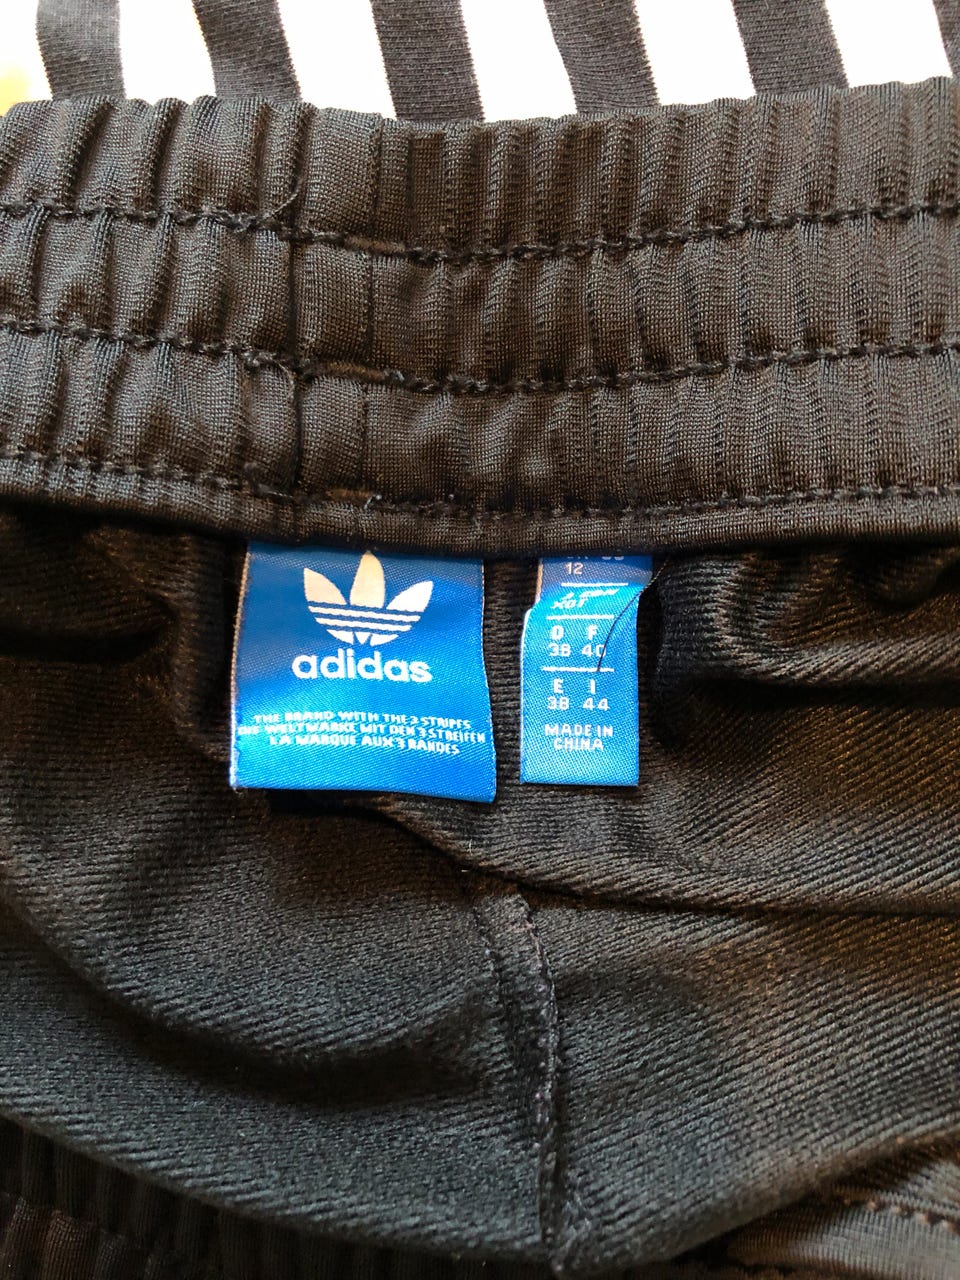 adidas
THE BRAND WITH THE 3 STRIPES
DIE WELTMARKE MIT DEN 3 STREIFEN
LA MARQUE AUX 3 BANDES
12
XOT
D F
38 40
E I
38 44
MADE IN
CHINA